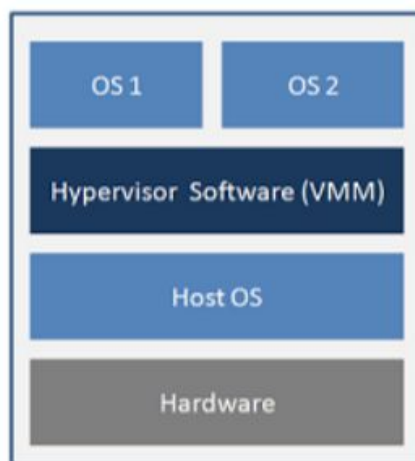 OS 1
OS 2
Hypervisor Software (VMM)
Host OS
Hardware